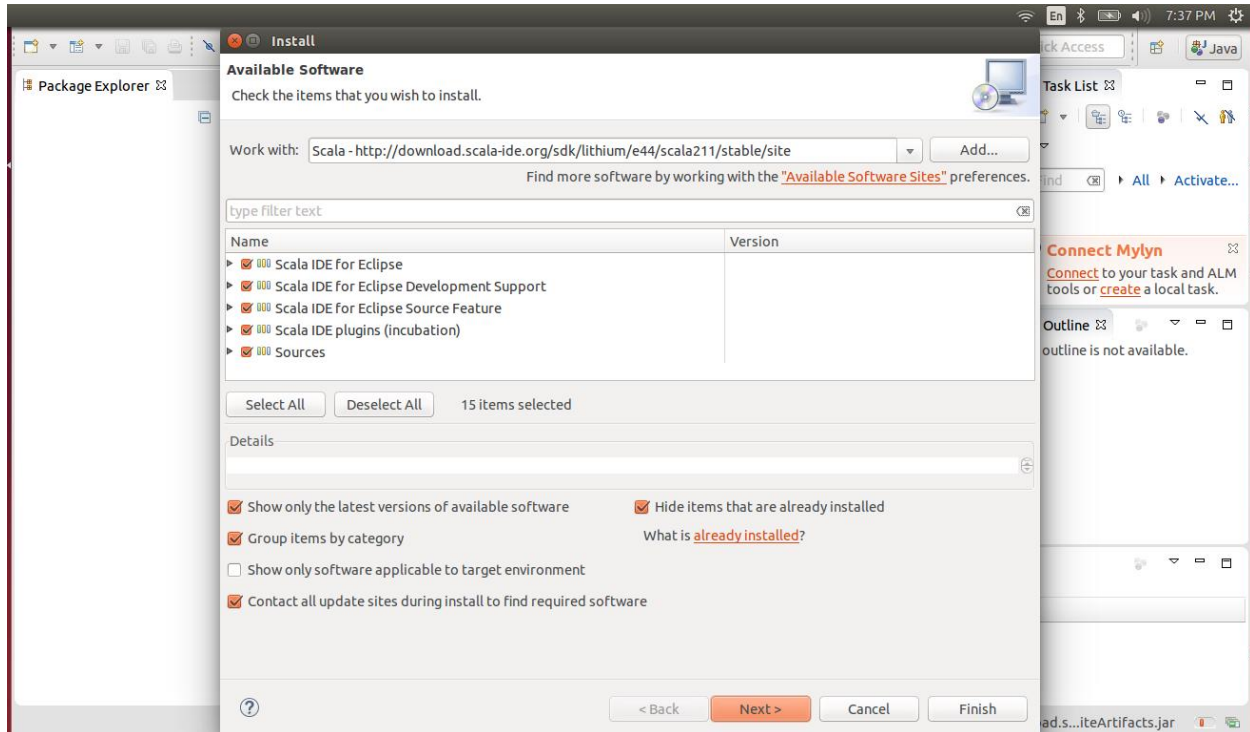 En 7:37 PM
Install
ick Access
Java
Package Explorer
Available Software
Check the items that you wish to install.
Task List
Work with: Scala - http://download.scala-ide.org/sdk/lithium/e44/scala211/stable/site Add...
Find more software by working with the "Available Software Sites" preferences.
ind All Activate...
type filter text
Name Version
Scala IDE for Eclipse
Scala IDE for Eclipse Development Support
Scala IDE for Eclipse Source Feature
Scala IDE plugins (incubation)
Sources
Connect Mylyn
Connect to your task and ALM
tools or create a local task.
Outline
outline is not available.
Select All Deselect All 15 items selected
Details
Show only the latest versions of available software Hide items that are already installed
Group items by category What is already installed?
Show only software applicable to target environment
Contact all update sites during install to find required software
< Back Next > Cancel Finish
ad.s...iteArtifacts.jar